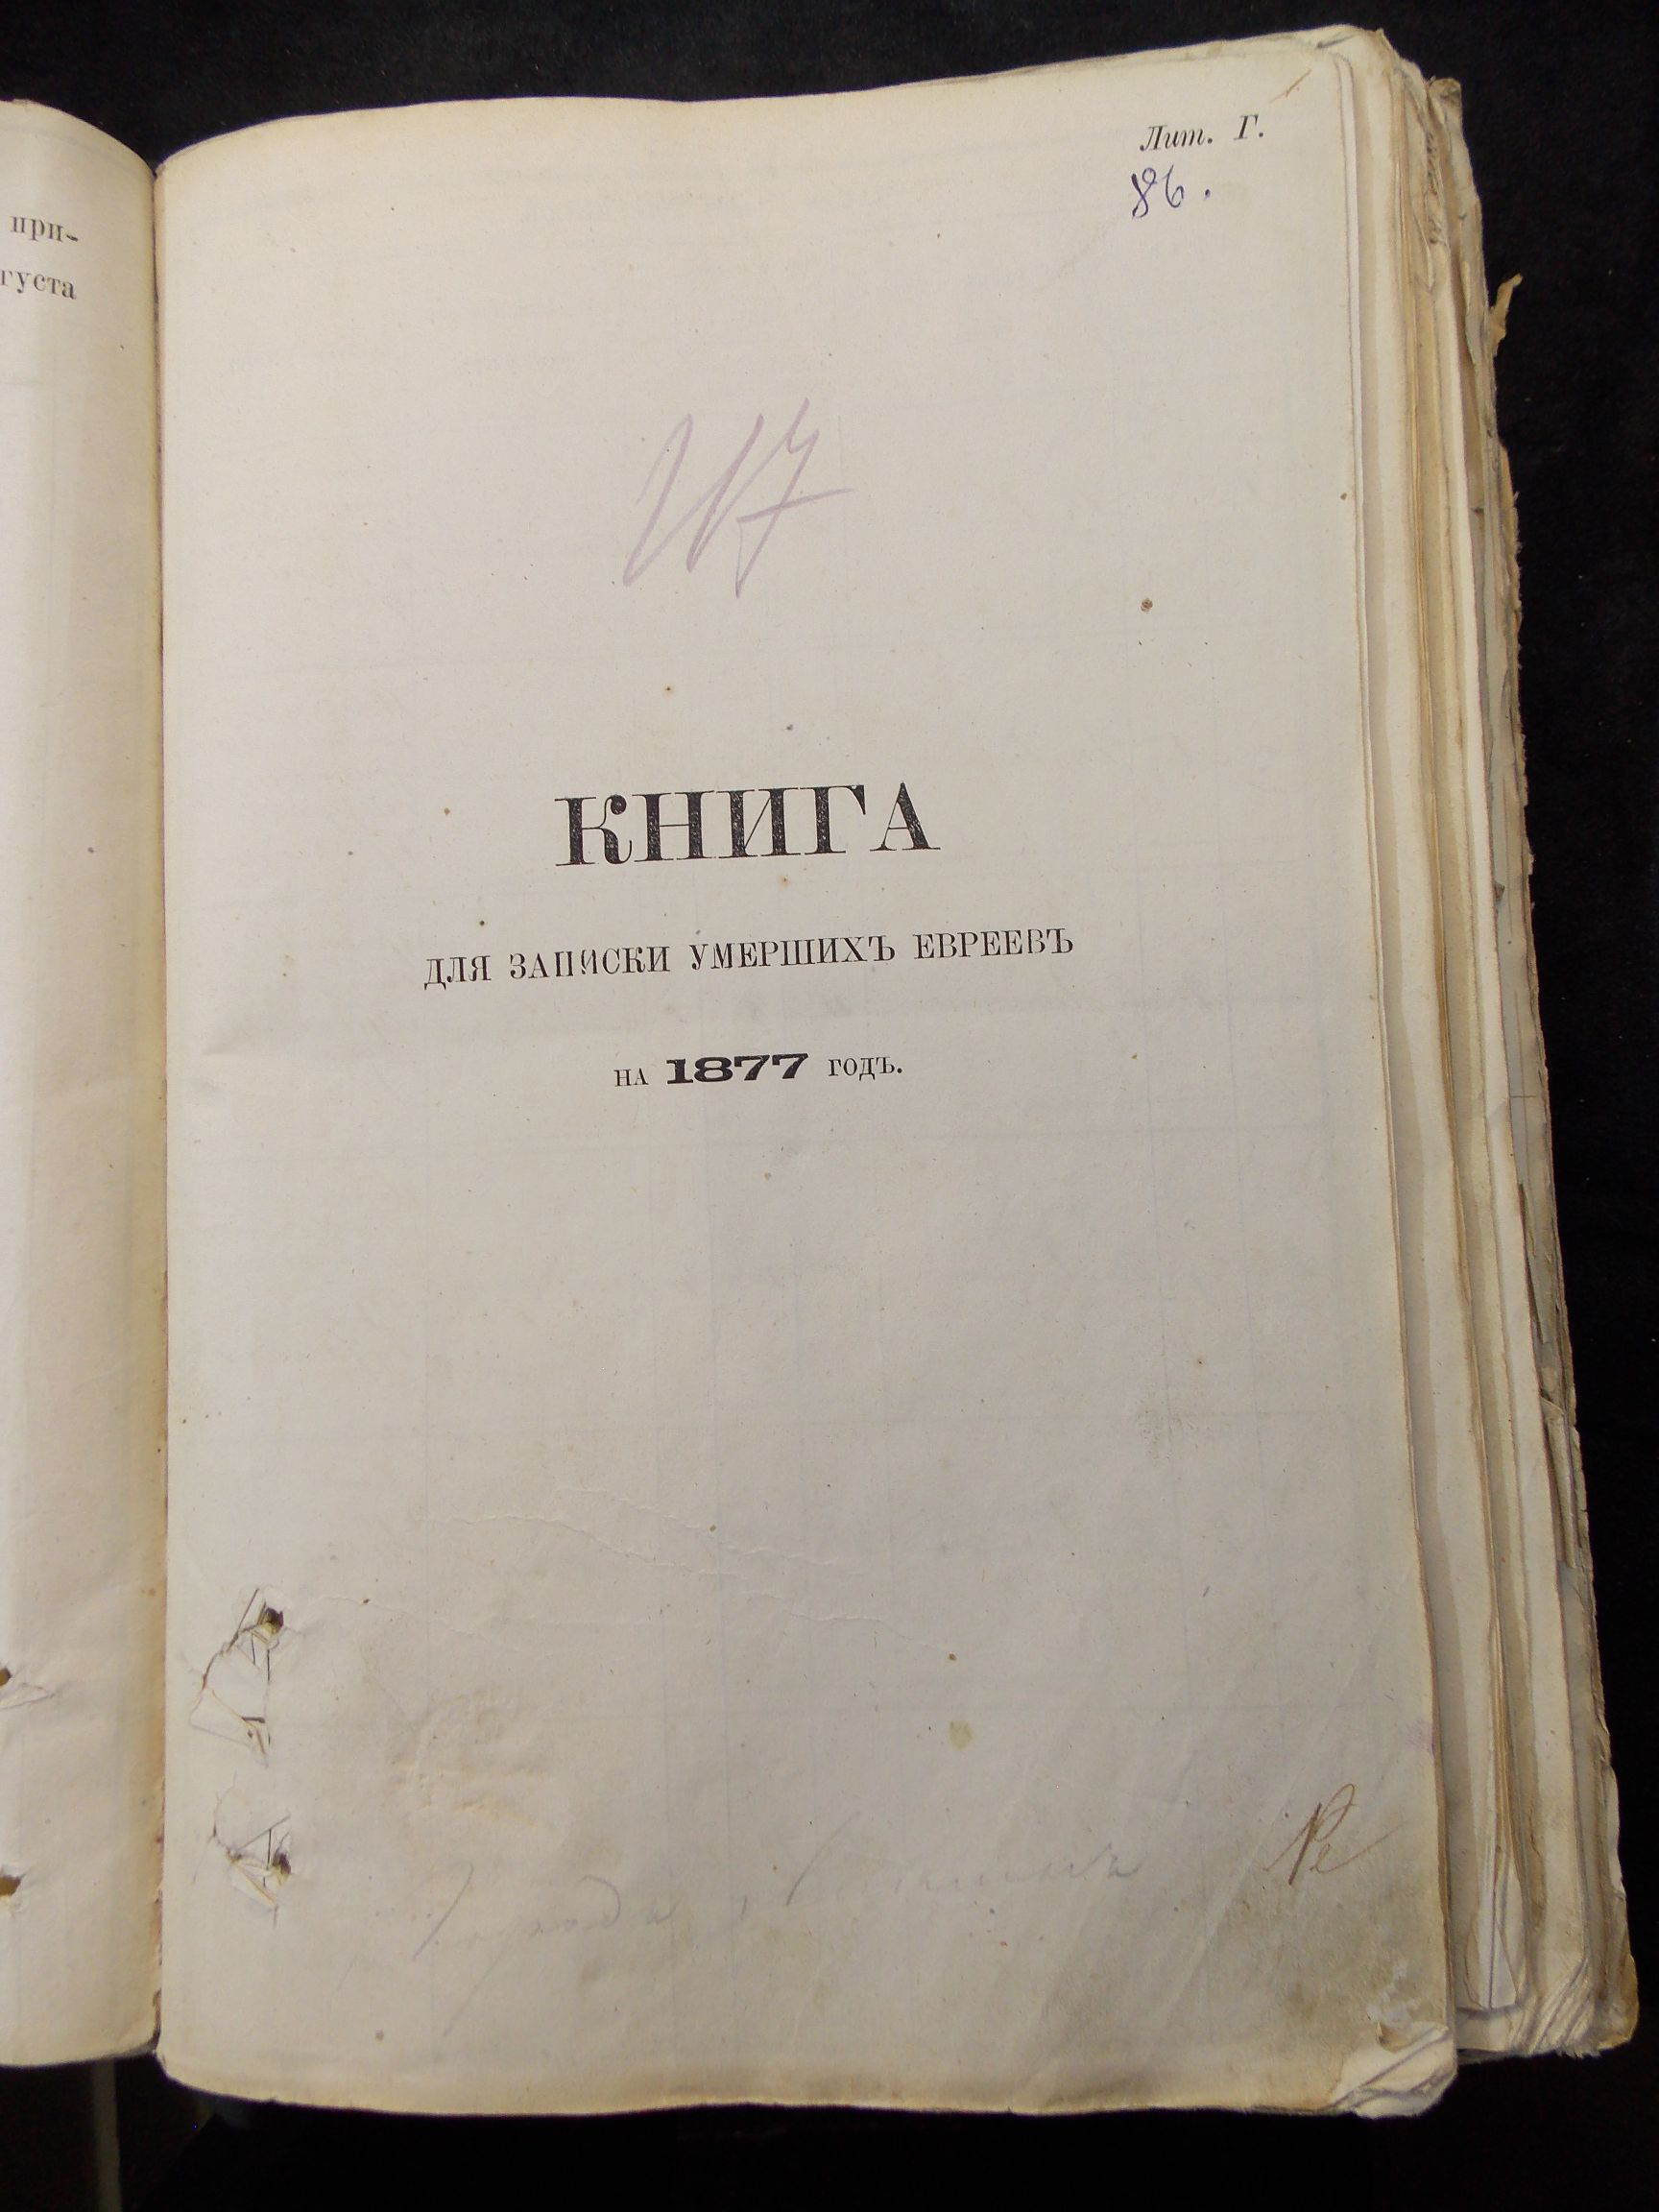 при-
густа
Лит. Г.
86.
КНИГА
ДЛЯ ЗАПИСКИ УМЕРШИХЪ ЕВРЕЕВЪ
НА 1877 ГОДЪ.